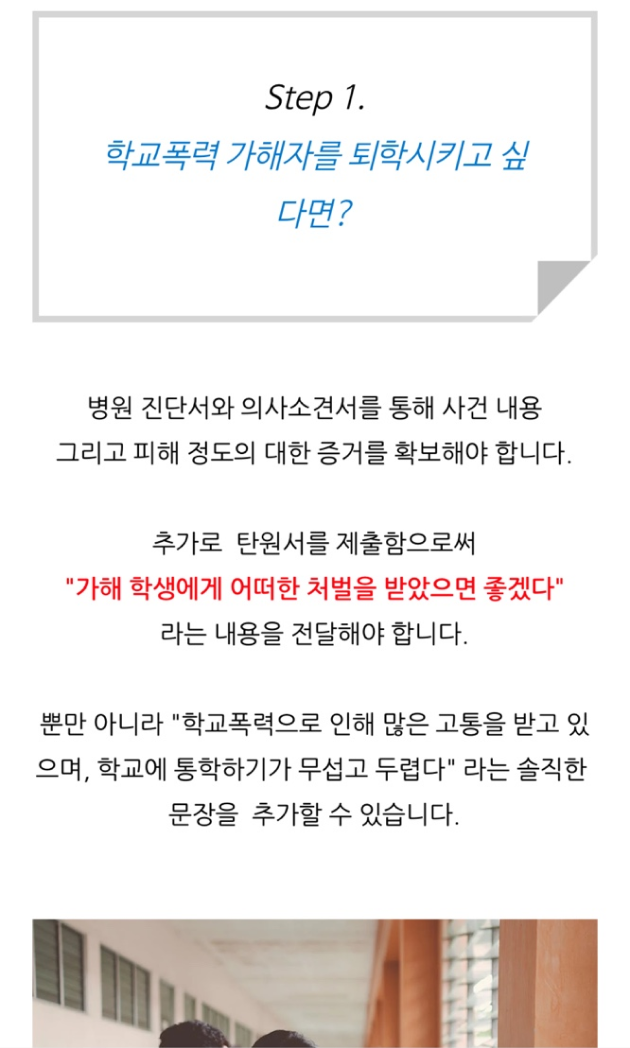 Step 1.
학교폭력 가해자를 퇴학시키고 싶
다면?
병원 진단서와 의사소견서를 통해 사건 내용
그리고 피해 정도의 대한 증거를 확보해야 합니다.
추가로 탄원서를 제출함으로써
"가해 학생에게 어떠한 처벌을 받았으면 좋겠다"
라는 내용을 전달해야 합니다.
뿐만 아니라 "학교폭력으로 인해 많은 고통을 받고 있
으며, 학교에 통학하기가 무섭고 두렵다" 라는 솔직한
문장을 추가할 수 있습니다.